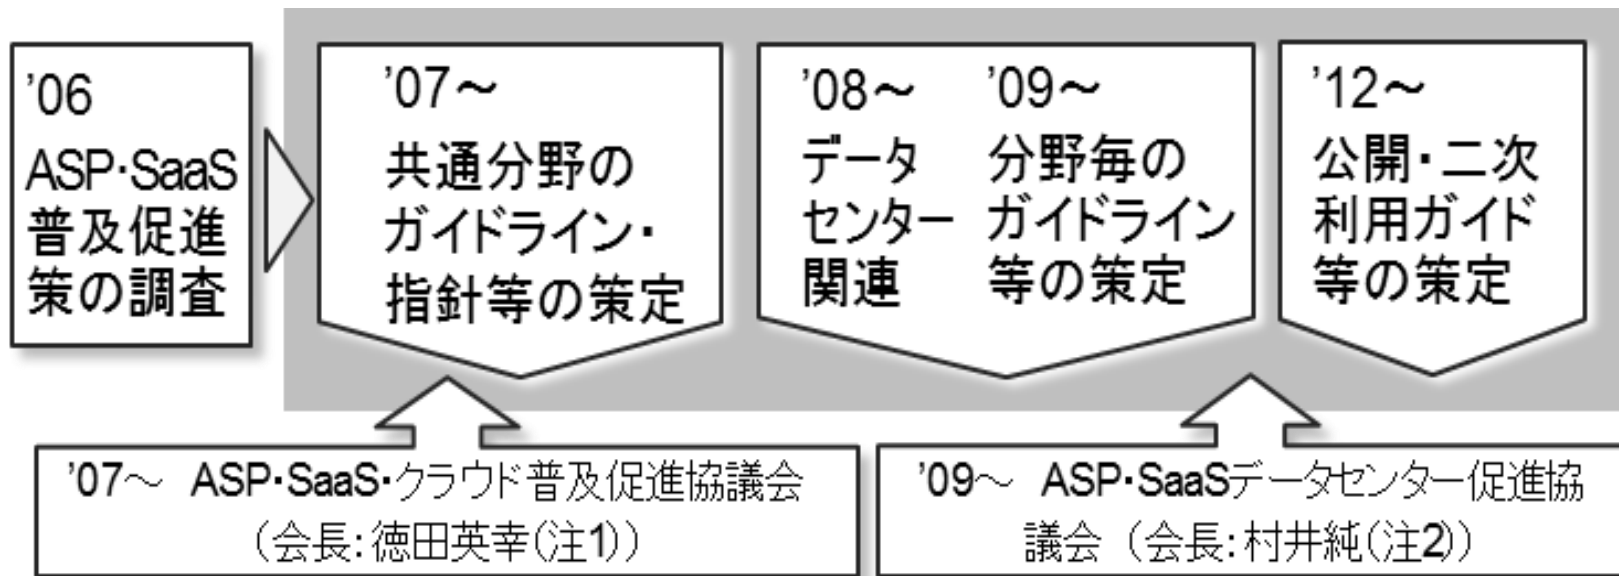 ’06
ASP･SaaS
普及促進
策の調査
’07～
共通分野の
ガイドライン・
指針等の策定
’08～
データ
センター
関連
’09～
分野毎の
ガイドライン
等の策定
’12～
公開・二次
利用ガイド
等の策定
’07～ ASP・SaaS・クラウド普及促進協議会
（会長：徳田英幸(注1)）
’09～ ASP・SaaSデータセンター促進協
議会（会長：村井純(注2)）